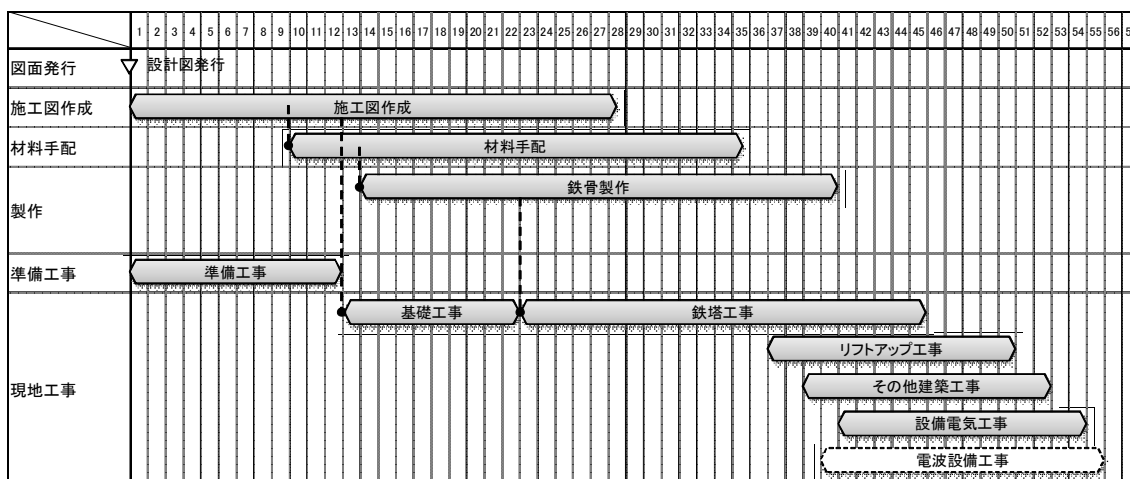 1 2 3 4 5 6 7 8 9 10 11 12 13 14 15 16 17 18 19 20 21 22 23 24 25 26 27 28 29 30 31 32 33 34 35 36 37 38 39 40 41 42 43 44 45 46 47 48 49 50 51 52 53 54 55 56
図面発行 設計図発行
施工図作成 施工図作成
材料手配 材料手配
鉄骨製作
製作
準備工事 準備工事
基礎工事 鉄塔工事
リフトアップ工事
現地工事 その他建築工事
設備電気工事
電波設備工事